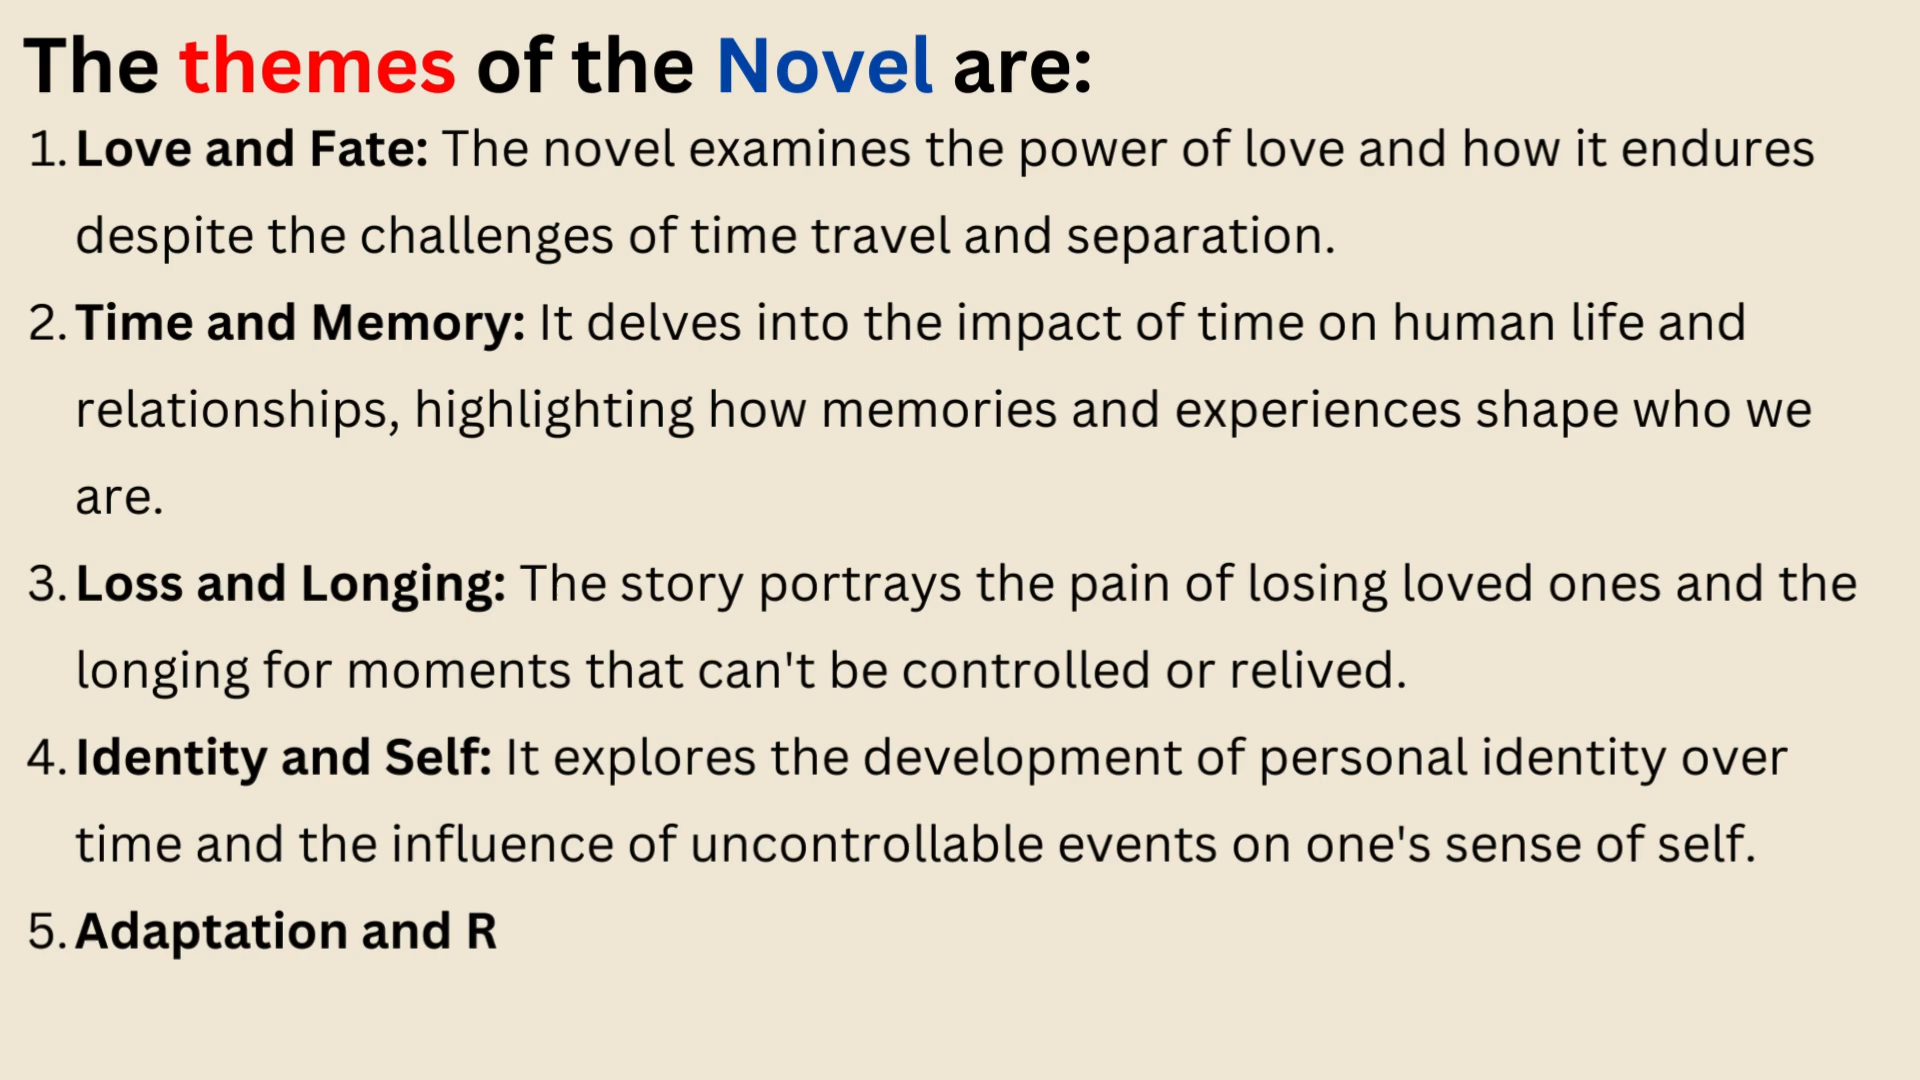 The themes of the Novel are:
1. Love and Fate: The novel examines the power of love and how it endures
despite the challenges of time travel and separation.
2. Time and Memory: It delves into the impact of time on human life and
relationships, highlighting how memories and experiences shape who we
are.
3. Loss and Longing: The story portrays the pain of losing loved ones and the
longing for moments that can't be controlled or relived.
4. Identity and Self: It explores the development of personal identity over
time and the influence of uncontrollable events on one's sense of self.
5. Adaptation and R